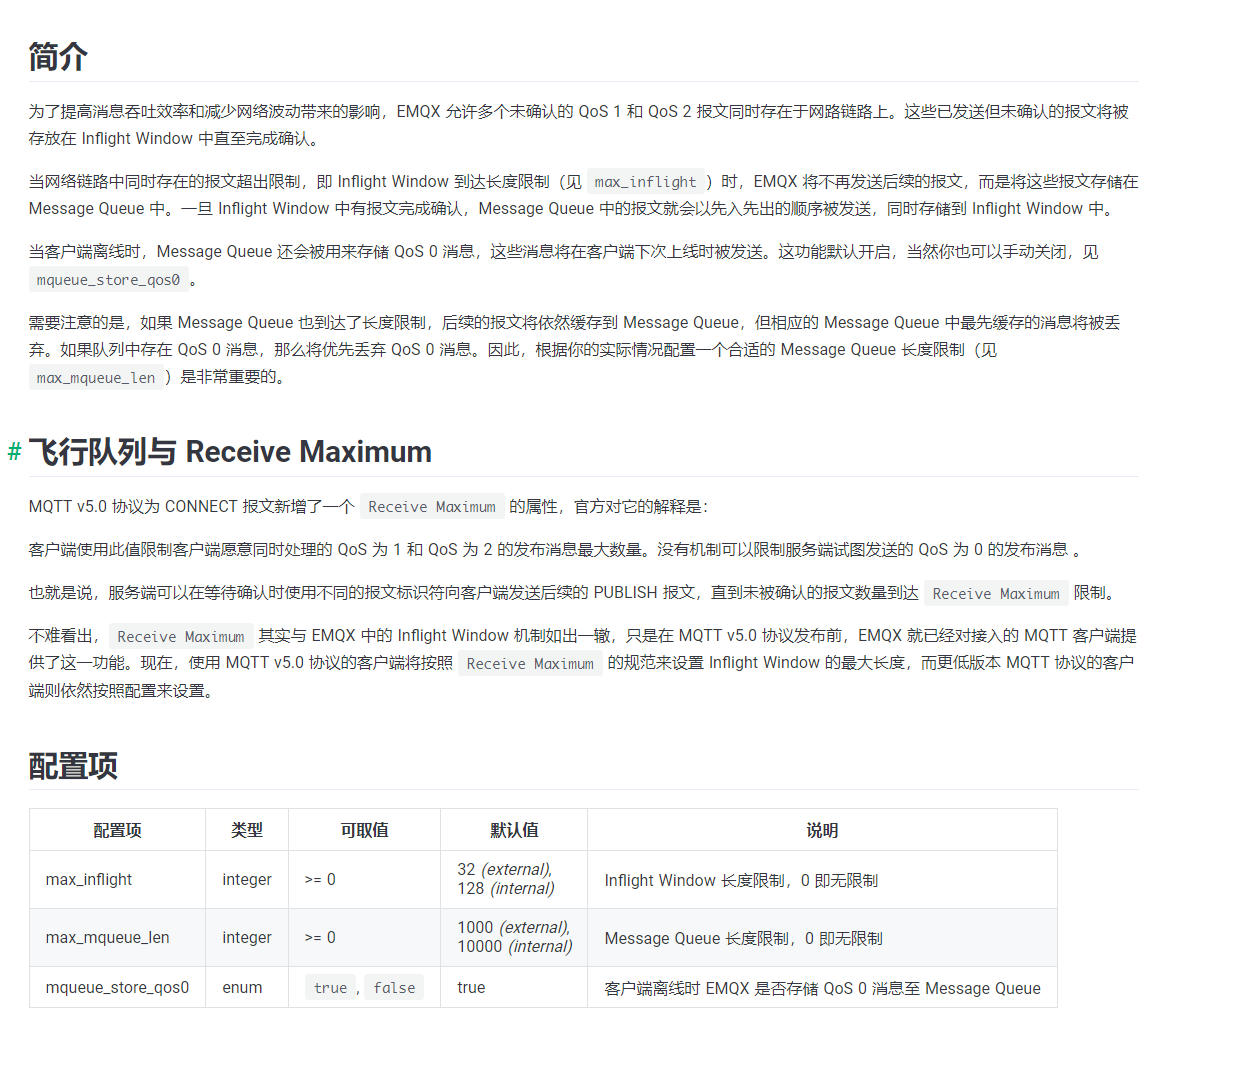 简介
为了提高消息吞吐效率和减少网络波动带来的影响，EMQX 允许多个未确认的 QoS 1 和 QoS 2 报文同时存在于网路链路上。这些已发送但未确认的报文将被
存放在 Inflight Window 中直至完成确认。
当网络链路中同时存在的报文超出限制，即 Inflight Window 到达长度限制（见 max_inflight ）时，EMQX 将不再发送后续的报文，而是将这些报文存储在
Message Queue 中。一旦 Inflight Window 中有报文完成确认，Message Queue 中的报文就会以先入先出的顺序被发送，同时存储到 Inflight Window 中。
当客户端离线时，Message Queue 还会被用来存储 QoS 0 消息，这些消息将在客户端下次上线时被发送。这功能默认开启，当然你也可以手动关闭，见
mqueue_store_qos0 。
需要注意的是，如果 Message Queue 也到达了长度限制，后续的报文将依然缓存到 Message Queue，但相应的 Message Queue 中最先缓存的消息将被丢
弃。如果队列中存在 QoS 0 消息，那么将优先丢弃 QoS 0 消息。因此，根据你的实际情况配置一个合适的 Message Queue 长度限制（见
max_mqueue_len ）是非常重要的。
# 飞行队列与 Receive Maximum
MQTT v5.0 协议为 CONNECT 报文新增了一个 Receive Maximum 的属性，官方对它的解释是：
客户端使用此值限制客户端愿意同时处理的 QoS 为 1 和 QoS 为 2 的发布消息最大数量。没有机制可以限制服务端试图发送的 QoS 为 0 的发布消息 。
也就是说，服务端可以在等待确认时使用不同的报文标识符向客户端发送后续的 PUBLISH 报文，直到未被确认的报文数量到达 Receive Maximum 限制。
不难看出， Receive Maximum 其实与 EMQX 中的 Inflight Window 机制如出一辙，只是在 MQTT v5.0 协议发布前，EMQX 就已经对接入的 MQTT 客户端提
供了这一功能。现在，使用 MQTT v5.0 协议的客户端将按照 Receive Maximum 的规范来设置 Inflight Window 的最大长度，而更低版本 MQTT 协议的客户
端则依然按照配置来设置。
配置项
配置项 类型 可取值 默认值 说明
max_inflight integer >= 0 32 (external), 128 (internal) Inflight Window 长度限制，0 即无限制
max_mqueue_len integer >= 0 1000 (external), 10000 (internal) Message Queue 长度限制，0 即无限制
mqueue_store_qos0 enum true , false true 客户端离线时 EMQX 是否存储 QoS 0 消息至 Message Queue